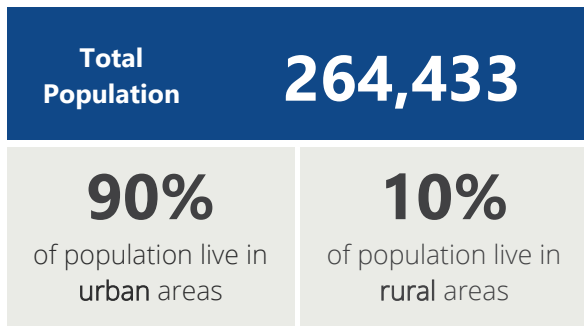 Total
Population
264,433
90%
of population live in
urban areas
10%
of population live in
rural areas